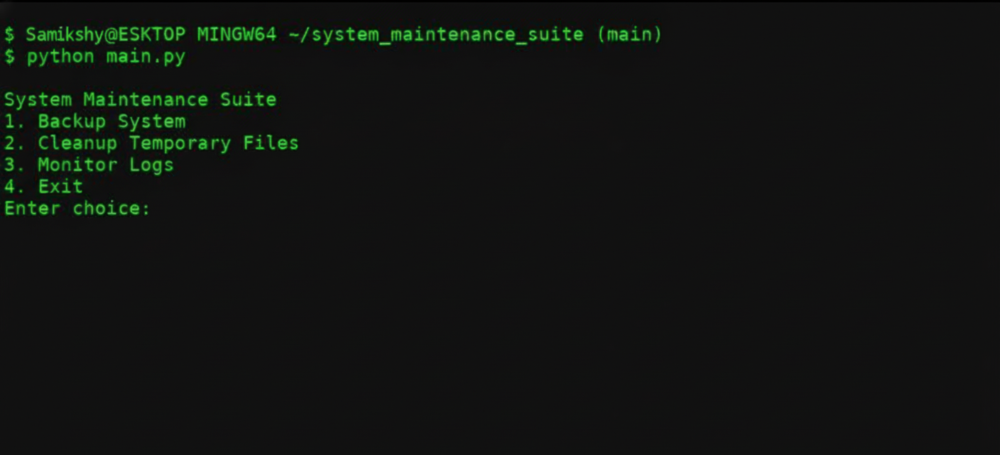 $ Samikshy@ESKTOP MINGW64 ~/system_maintenance_suite (main)
$ python main.py
System Maintenance Suite
1. Backup System
2. Cleanup Temporary Files
3. Monitor Logs
4. Exit
Enter choice: